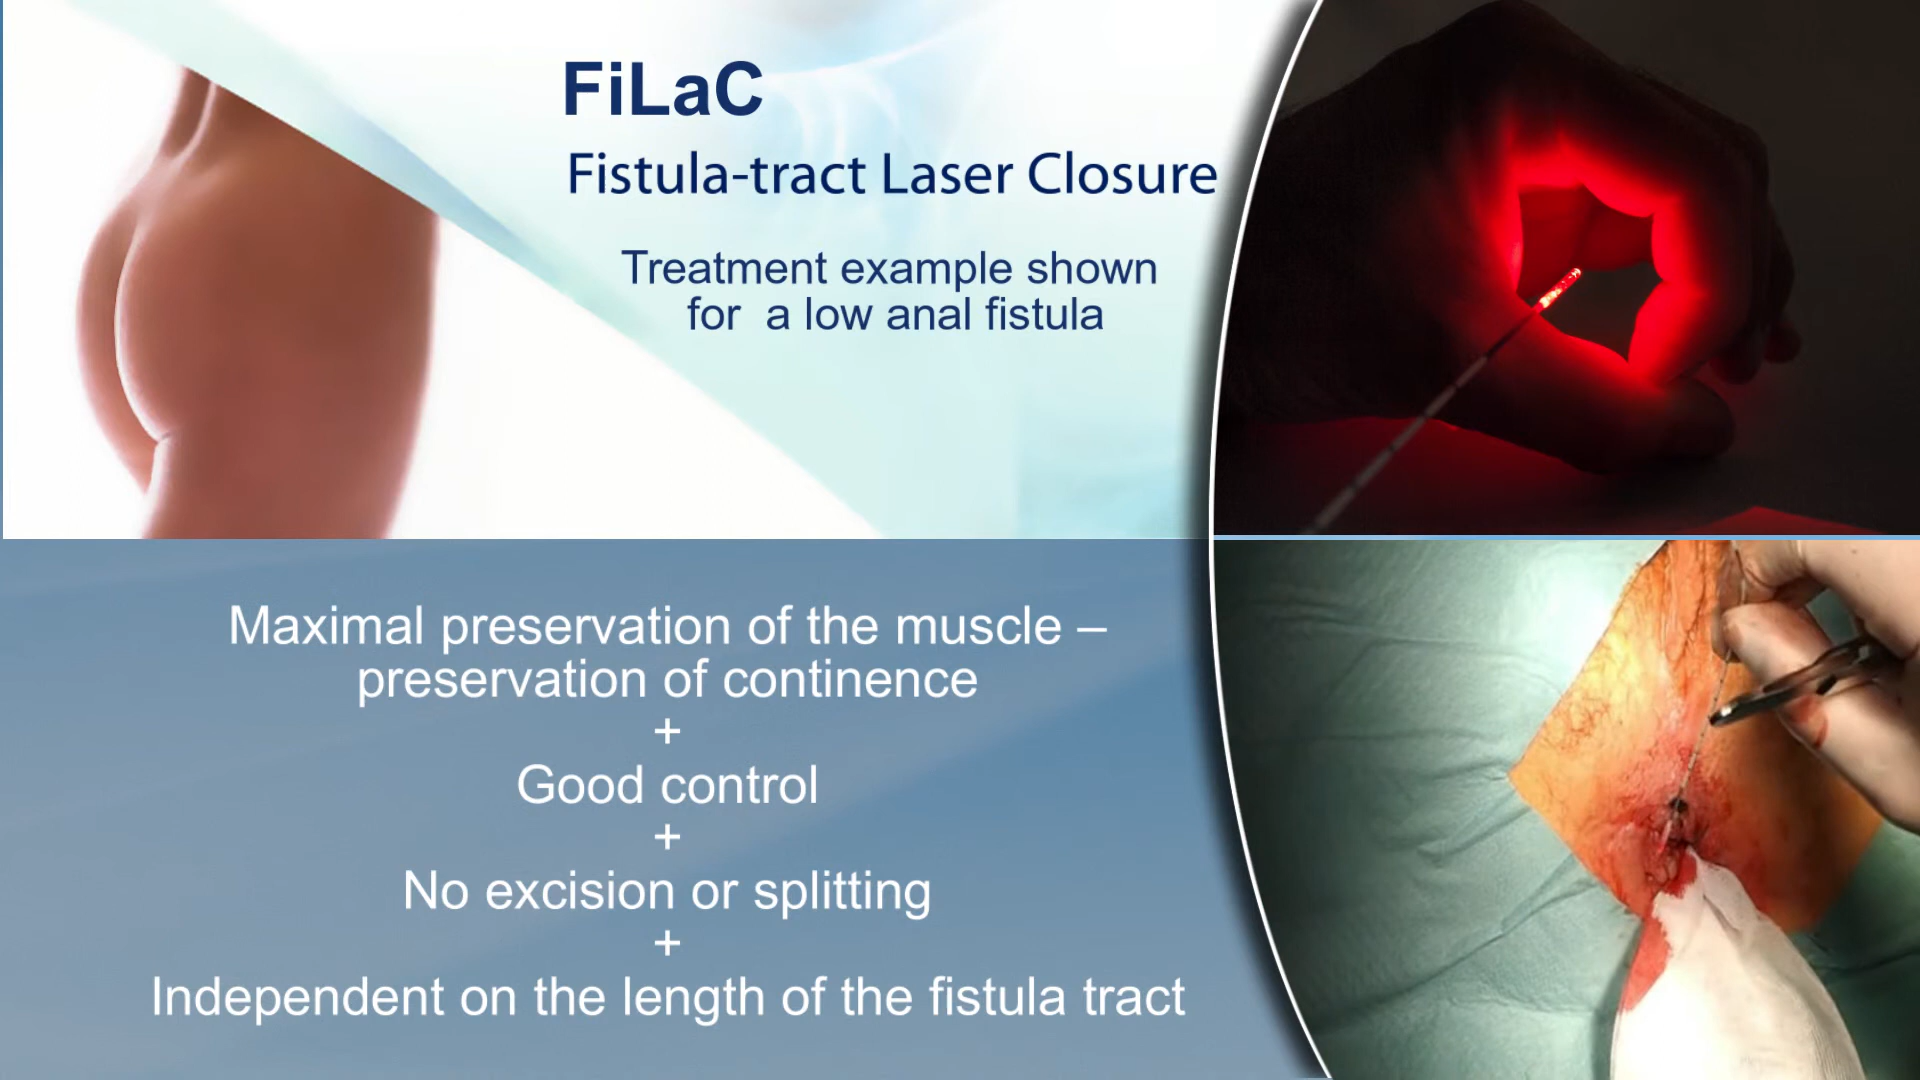 FiLaC
Fistula-tract Laser Closure
Treatment example shown
for a low anal fistula
Maximal preservation of the muscle –
preservation of continence
+
Good control
+
No excision or splitting
+
Independent on the length of the fistula tract